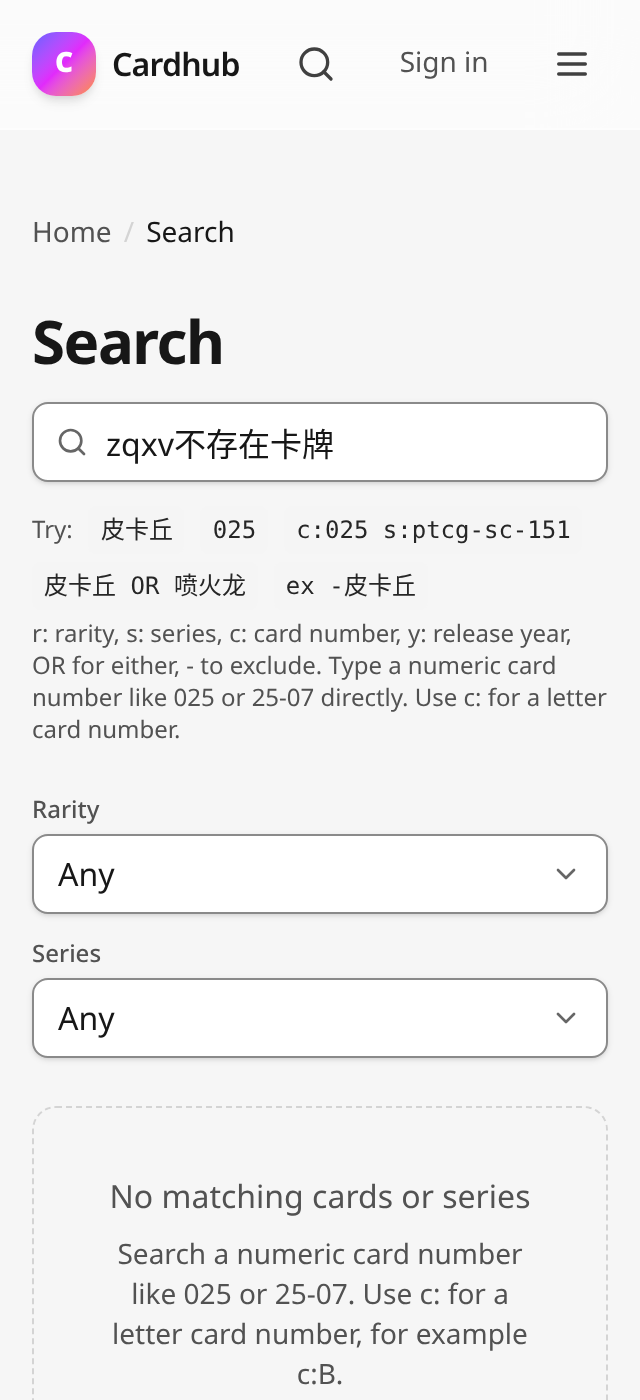 C Cardhub Sign in
Home / Search
Search
zqxv不存在卡牌
Try: 皮卡丘 025 c:025 s:ptcg-sc-151
皮卡丘 OR 喷火龙 ex -皮卡丘
r: rarity, s: series, c: card number, y: release year,
OR for either, - to exclude. Type a numeric card
number like 025 or 25-07 directly. Use c: for a letter
card number.
Rarity
Any
Series
Any
No matching cards or series
Search a numeric card number
like 025 or 25-07. Use c: for a
letter card number, for example
c:B.